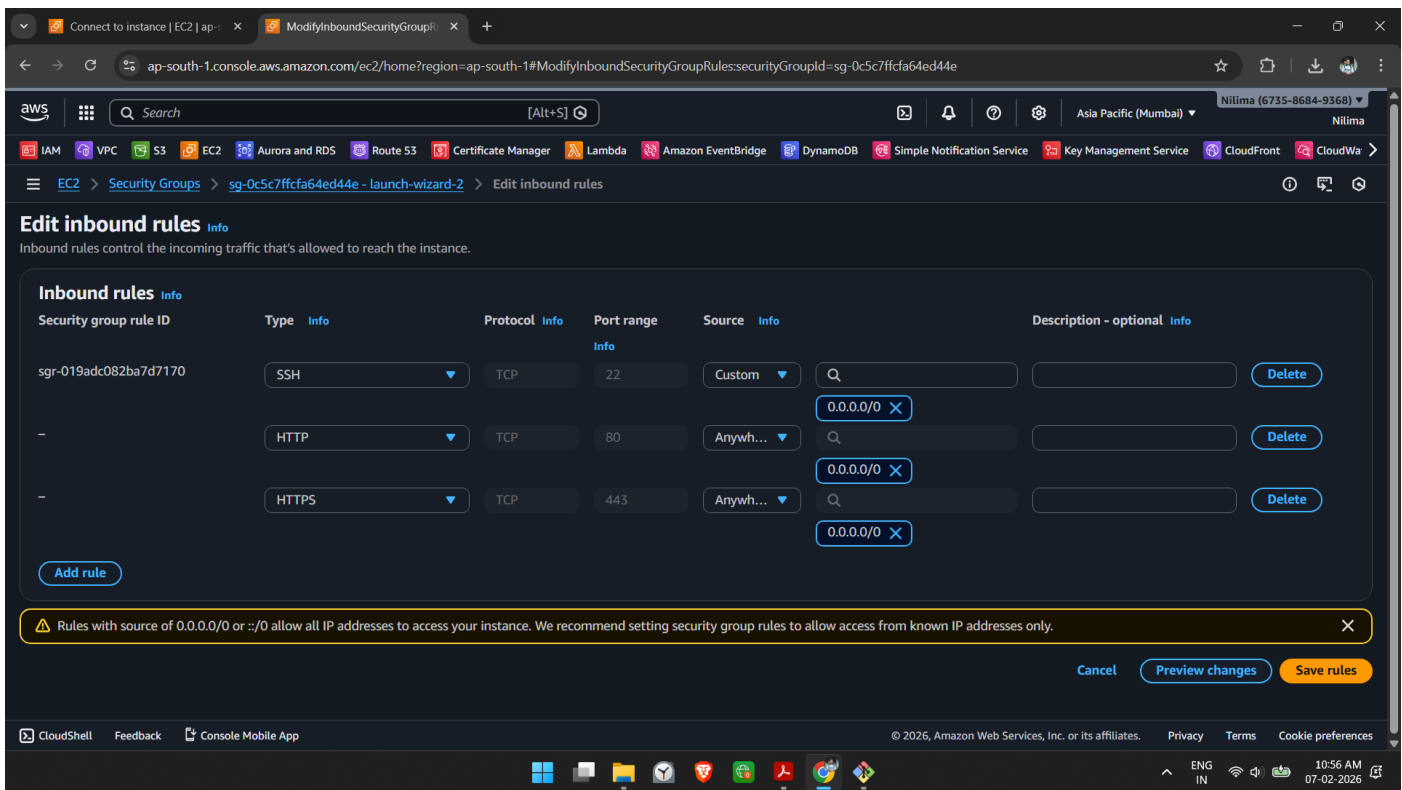 Connect to instance | EC2 | ap-s
ModifyInboundSecurityGroupR
ap-south-1.console.aws.amazon.com/ec2/home?region=ap-south-1#ModifyInboundSecurityGroupRules:securityGroupId=sg-0c5c7ffcfa64ed44e
aws Search [Alt+S] Asia Pacific (Mumbai) Nilima (6735-8684-9368)
Nilima
IAM VPC S3 EC2 Aurora and RDS Route 53 Certificate Manager Lambda Amazon EventBridge DynamoDB Simple Notification Service Key Management Service CloudFront CloudWa
EC2 > Security Groups > sg-0c5c7ffcfa64ed44e - launch-wizard-2 > Edit inbound rules
Edit inbound rules Info
Inbound rules control the incoming traffic that's allowed to reach the instance.
Inbound rules Info
Security group rule ID Type Info Protocol Info Port range Source Info Description - optional Info
Info
sgr-019adc082ba7d7170 SSH TCP 22 Custom Delete
0.0.0.0/0
– HTTP TCP 80 Anywh... Delete
0.0.0.0/0
– HTTPS TCP 443 Anywh... Delete
0.0.0.0/0
Add rule
Rules with source of 0.0.0.0/0 or ::/0 allow all IP addresses to access your instance. We recommend setting security group rules to allow access from known IP addresses only.
Cancel Preview changes Save rules
CloudShell Feedback Console Mobile App © 2026, Amazon Web Services, Inc. or its affiliates. Privacy Terms Cookie preferences
ENG 10:56 AM
IN 07-02-2026